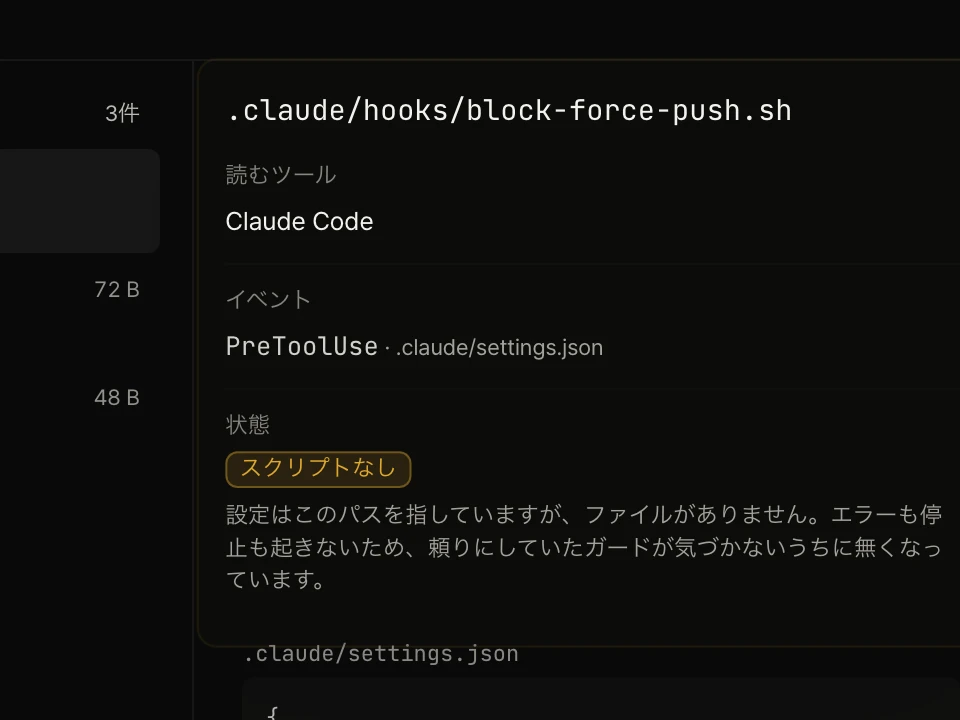 3件
72 B
48 B
.claude/hooks/block-force-push.sh
読むツール
Claude Code
イベント
PreToolUse · .claude/settings.json
状態
スクリプトなし
設定はこのパスを指していますが、ファイルがありません。エラーも停
止も起きないため、頼りにしていたガードが気づかないうちに無くなっ
ています。
.claude/settings.json
{